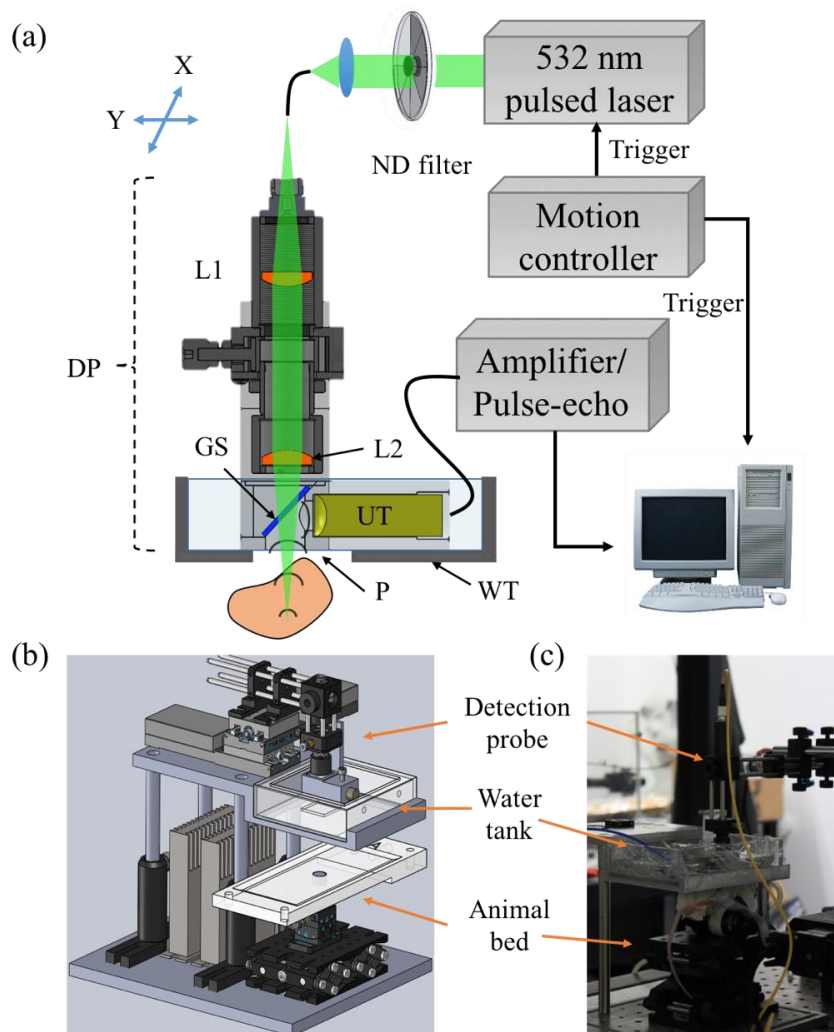 (a)
532 nm
pulsed laser
X
Y
Trigger
ND filter
Motion
controller
L1
Trigger
DP
Amplifier/
Pulse-echo
GS
L2
UT
P
WT
(b)
(c)
Detection
probe
Water
tank
Animal
bed